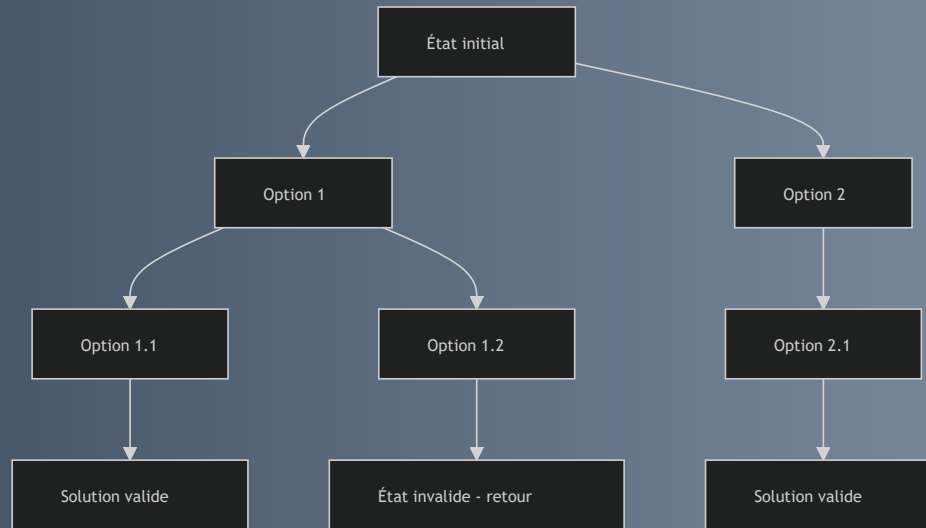 État initial
Option 1
Option 2
Option 1.1
Option 1.2
Option 2.1
Solution valide
État invalide - retour
Solution valide